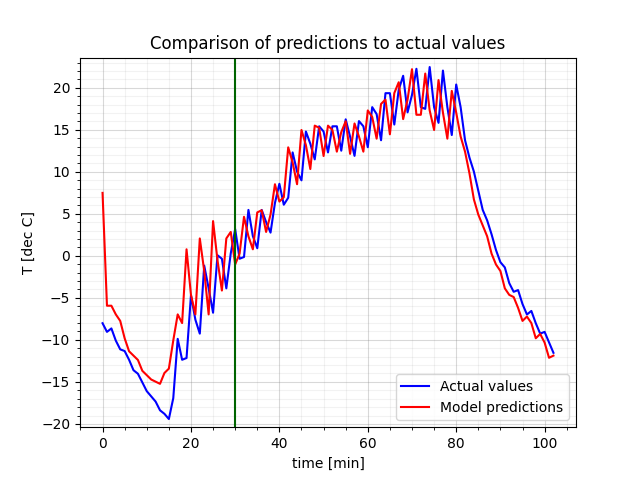 Comparison of predictions to actual values
T [dec C]
20
15
10
5
0
−5
−10
−15
−20
0 20 40 60 80 100
time [min]
Actual values
Model predictions